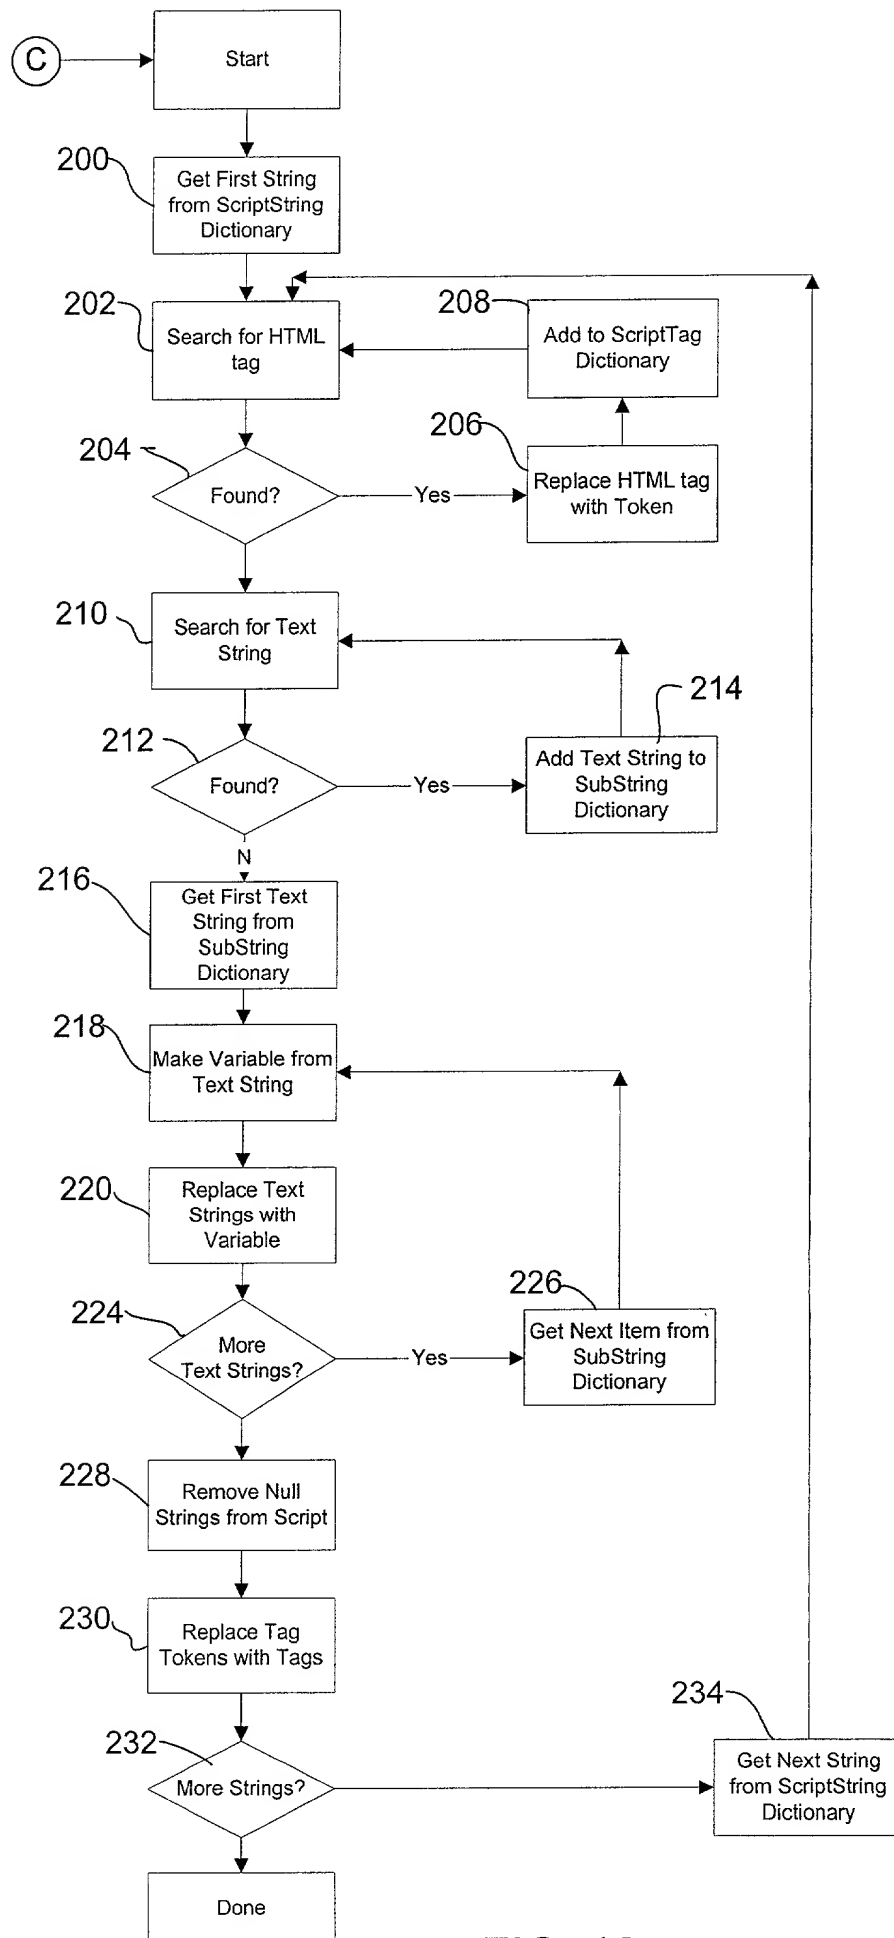 C
Start
200
Get First String
from ScriptString
Dictionary
202
Search for HTML
tag
208
Add to ScriptTag
Dictionary
204
Found?
Yes
206
Replace HTML tag
with Token
210
Search for Text
String
212
Found?
Yes
214
Add Text String to
SubString
Dictionary
N
216
Get First Text
String from
SubString
Dictionary
218
Make Variable from
Text String
220
Replace Text
Strings with
Variable
224
More
Text Strings?
Yes
226
Get Next Item from
SubString
Dictionary
228
Remove Null
Strings from Script
230
Replace Tag
Tokens with Tags
232
More Strings?
234
Get Next String
from ScriptString
Dictionary
Done